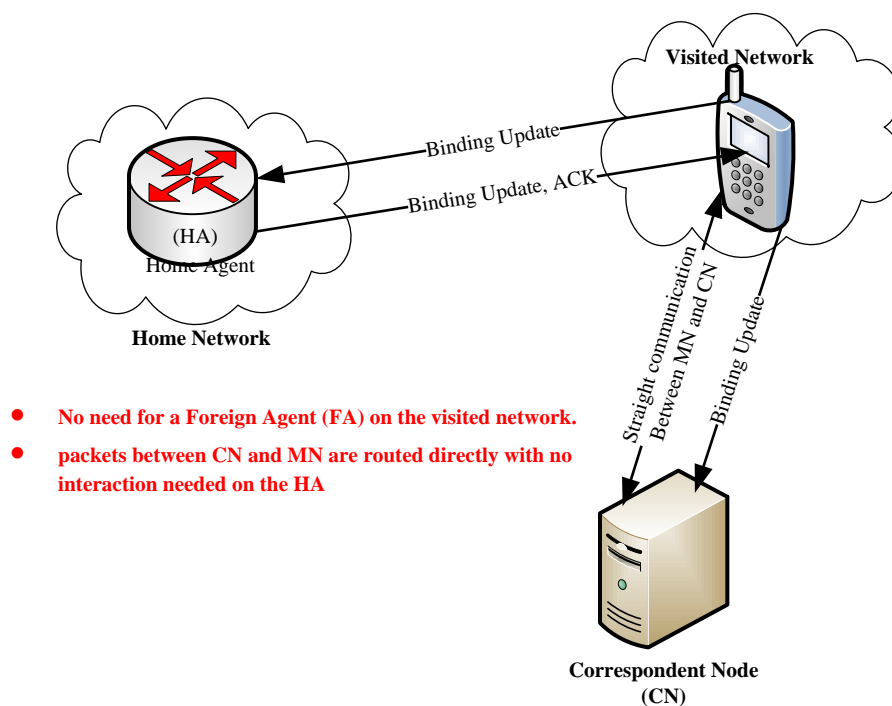 Visited Network
Binding Update
Binding Update, ACK
(HA)
Home Agent
Home Network
Straight communication
Between MN and CN
Binding Update
• No need for a Foreign Agent (FA) on the visited network.
• packets between CN and MN are routed directly with no
interaction needed on the HA
Correspondent Node
(CN)